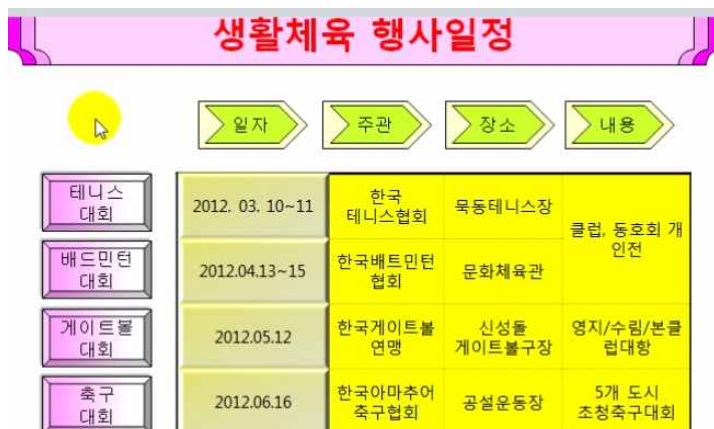 생활체육 행사일정
일자 주관 장소 내용
테니스
대회
2012. 03. 10~11
한국
테니스협회
묵동테니스장
클럽, 동호회 개
인전
배드민턴
대회
2012.04.13~15
한국배트민턴
협회
문화체육관
게이트볼
대회
2012.05.12
한국게이트볼
연맹
신성돌
게이트볼구장
영지/수림/본클
럽대항
축구
대회
2012.06.16
한국아마추어
축구협회
공설운동장
5개 도시
초청축구대회